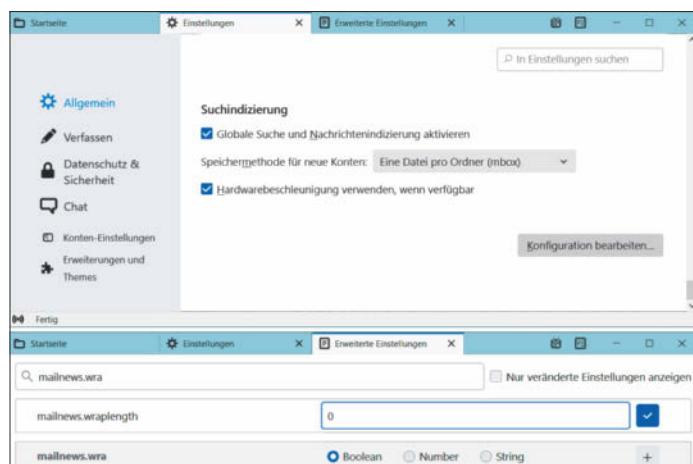 Startseite
Einstellungen
Erweiterte Einstellungen
In Einstellungen suchen
Allgemein
Verfassen
Datenschutz &
Sicherheit
Chat
Konten-Einstellungen
Erweiterungen und
Themes
Suchindizierung
Globale Suche und Nachrichtenindizierung aktivieren
Speichermethode für neue Konten: Eine Datei pro Ordner (mbox)
Hardwarebeschleunigung verwenden, wenn verfügbar
Konfiguration bearbeiten...
Fertig
Startseite
Einstellungen
Erweiterte Einstellungen
mailnews.wra
Nur veränderte Einstellungen anzeigen
mailnews.wraplength
0
mailnews.wra
Boolean
Number
String